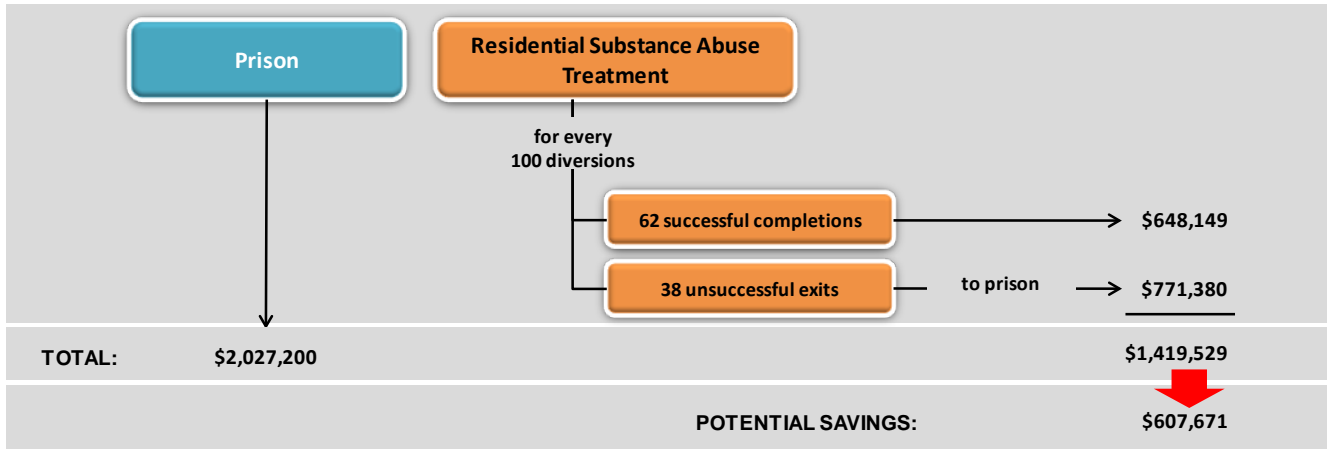 Prison
Residential Substance Abuse
Treatment
for every
100 diversions
62 successful completions
$648,149
38 unsuccessful exits
to prison
$771,380
TOTAL:
$2,027,200
$1,419,529
POTENTIAL SAVINGS:
$607,671